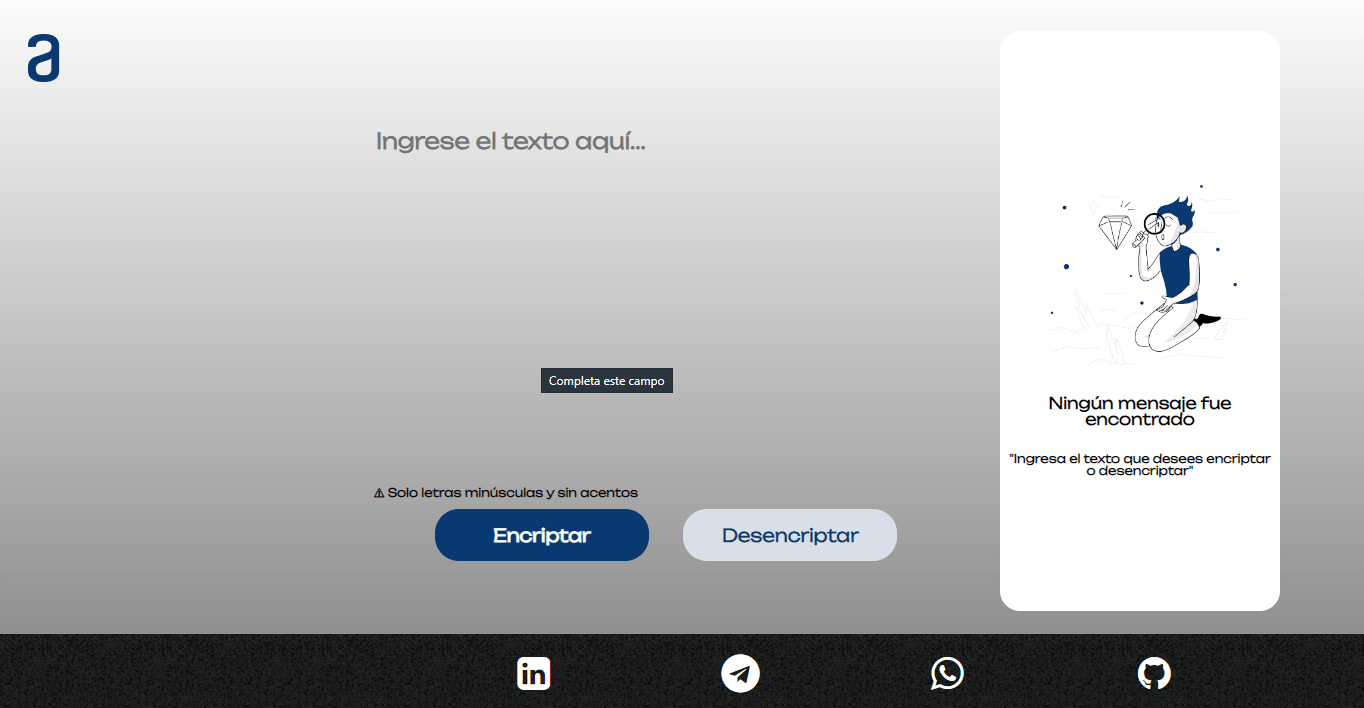 a
Ingrese el texto aquí...
Completa este campo
⚠ Solo letras minúsculas y sin acentos
Encriptar
Desencriptar
Ningún mensaje fue
encontrado
"Ingresa el texto que desees encriptar
o desencriptar"
in